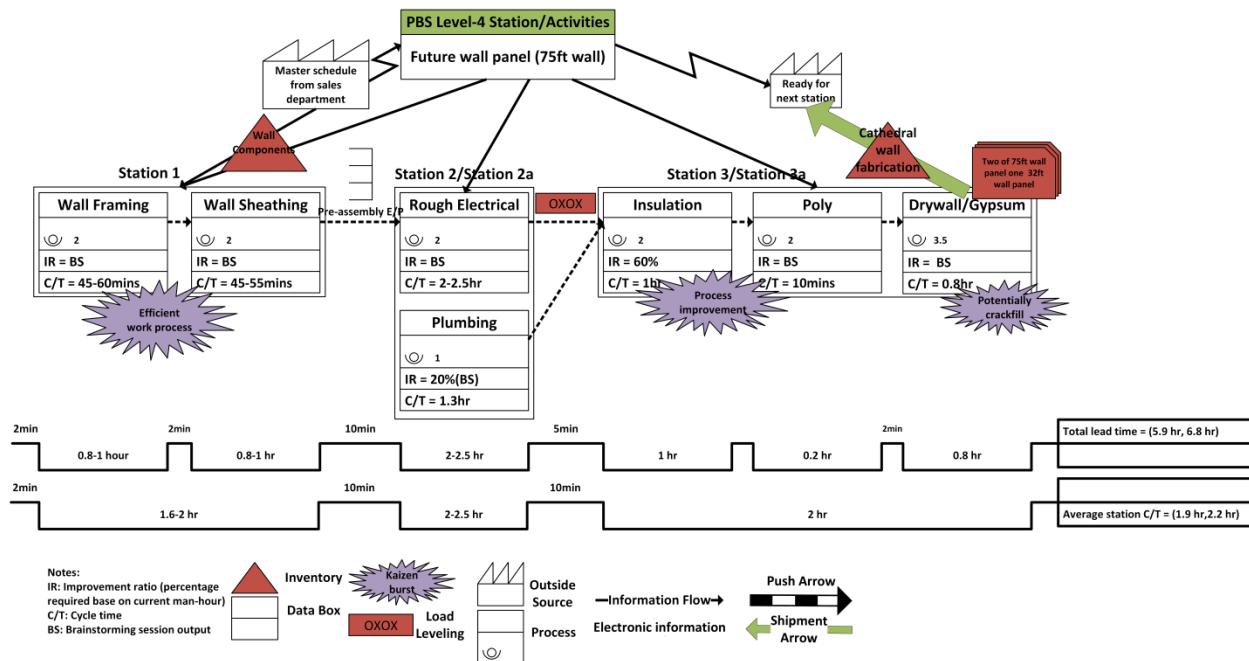 PBS Level-4 Station/Activities
Future wall panel (75ft wall)
Master schedule
from sales
department
Ready for
next station
Wall
Components
Cathedral
wall
fabrication
Two of 75ft wall
panel one 32ft
wall panel
Station 1
Station 2/Station 2a
Station 3/Station 3a
Wall Framing
2
IR = BS
C/T: 45-60mins
Wall Sheathing
2
IR = BS
C/T: 45-55mins
Pre-assembly E/P
Rough Electrical
2
IR = BS
C/T: 2-2.5hr
OXOX
Insulation
2
IR = 60%
C/T = 1hr
Poly
2
IR = BS
C/T: 10mins
Drywall/Gypsum
3.5
IR = BS
C/T = 0.8hr
Efficient
work process
Process
improvement
Potentially
crackfill
Plumbing
1
IR = 20%(BS)
C/T = 1.3hr
2min
2min
10min
5min
2min
0.8-1 hour
0.8-1 hr
2-2.5 hr
1 hr
0.2 hr
0.8 hr
Total lead time = (5.9 hr, 6.8 hr)
2min
10min
10min
1.6-2 hr
2-2.5 hr
2 hr
Average station C/T = (1.9 hr,2.2 hr)
Notes:
IR: Improvement ratio (percentage
required base on current man-hour)
C/T: Cycle time
BS: Brainstorming session output
Inventory
Data Box
Kaizen
burst
OXOX
Load
Leveling
Outside
Source
Process
Information Flow
Electronic information
Push Arrow
Shipment
Arrow